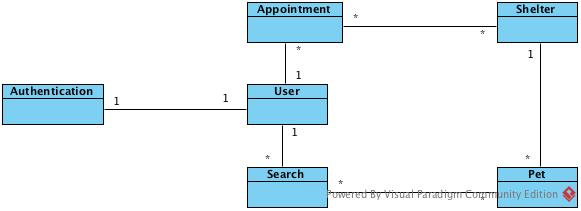 Appointment
Shelter
*
*
*
1
1
Authentication
User
1
1
1
*
*
Search
Pet
*
*
Powered By Visual Paradigm Community Edition